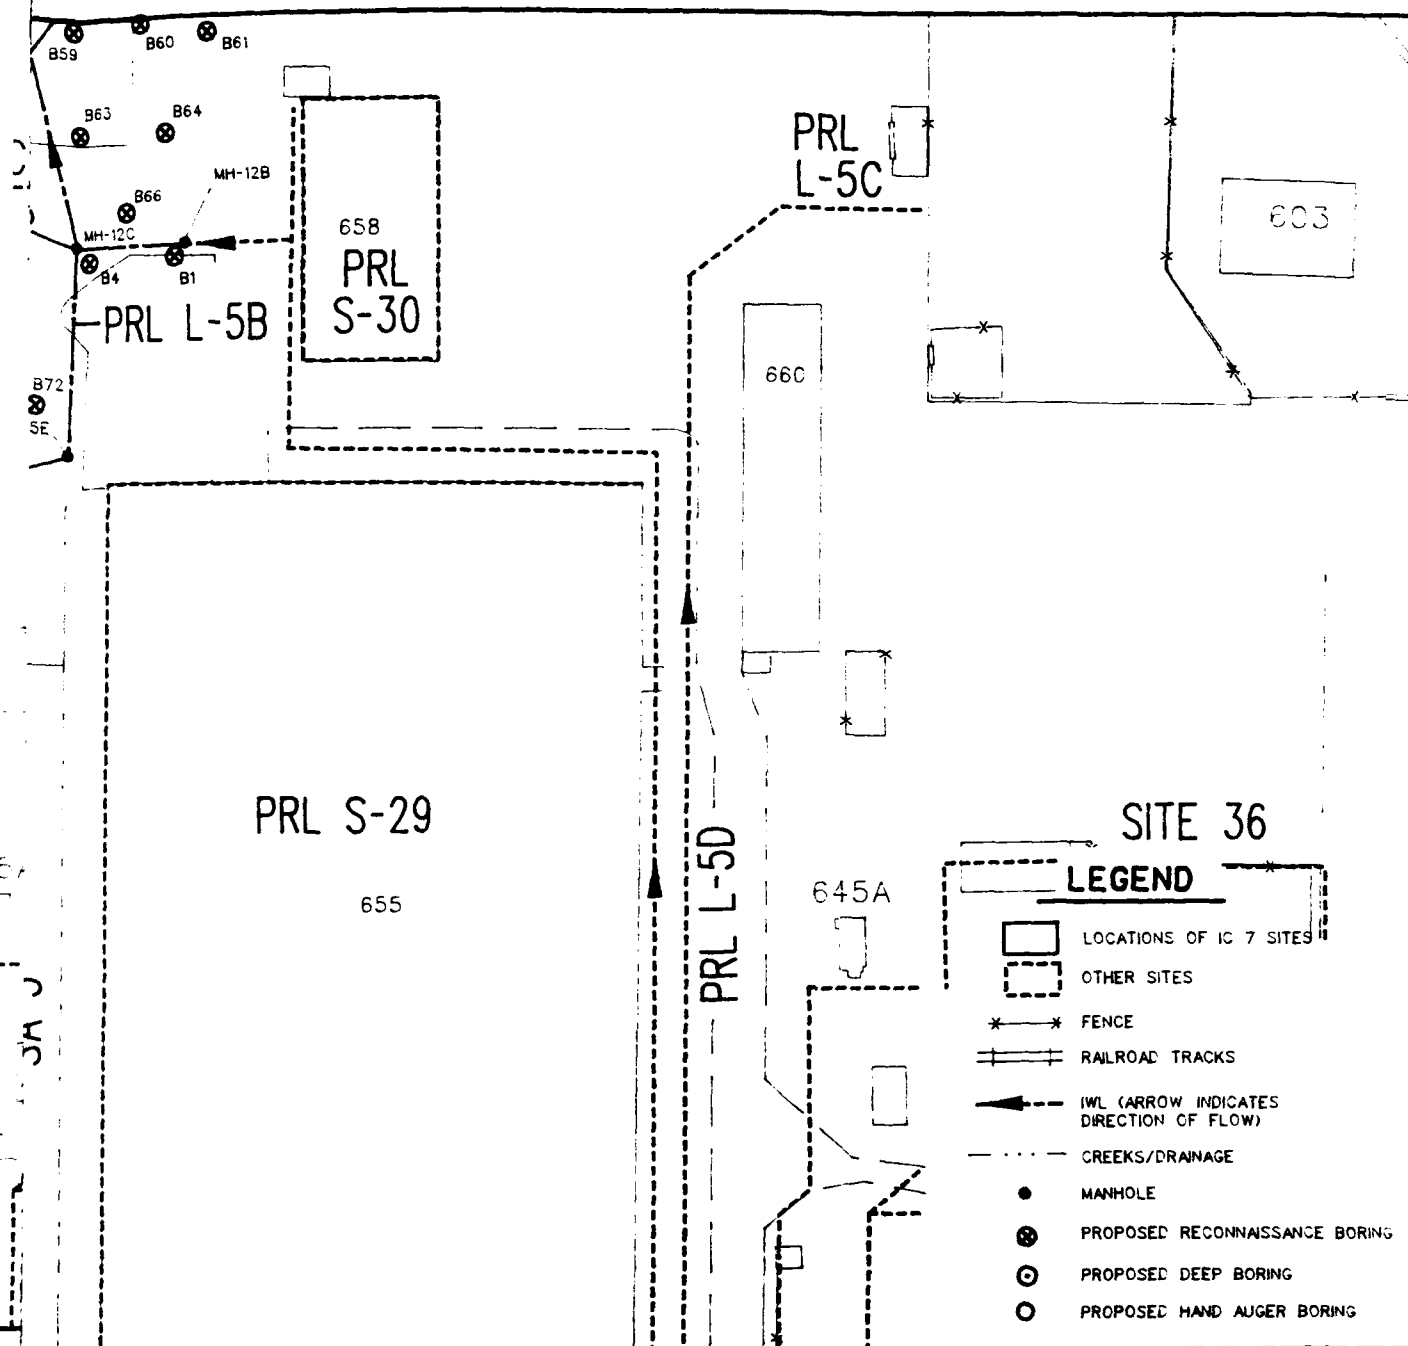 B59
B60
B61
B63
B64
MH-12B
B66
MH-12C
B4
B1
PRL L-5B
B72
5E
658
PRL
S-30
PRL
L-5C
603
660
PRL S-29
655
PRL L-5D
645A
SITE 36
LEGEND
LOCATIONS OF IC 7 SITES
OTHER SITES
FENCE
RAILROAD TRACKS
IWL (ARROW INDICATES
DIRECTION OF FLOW)
CREEKS/DRAINAGE
MANHOLE
PROPOSED RECONNAISSANCE BORING
PROPOSED DEEP BORING
PROPOSED HAND AUGER BORING